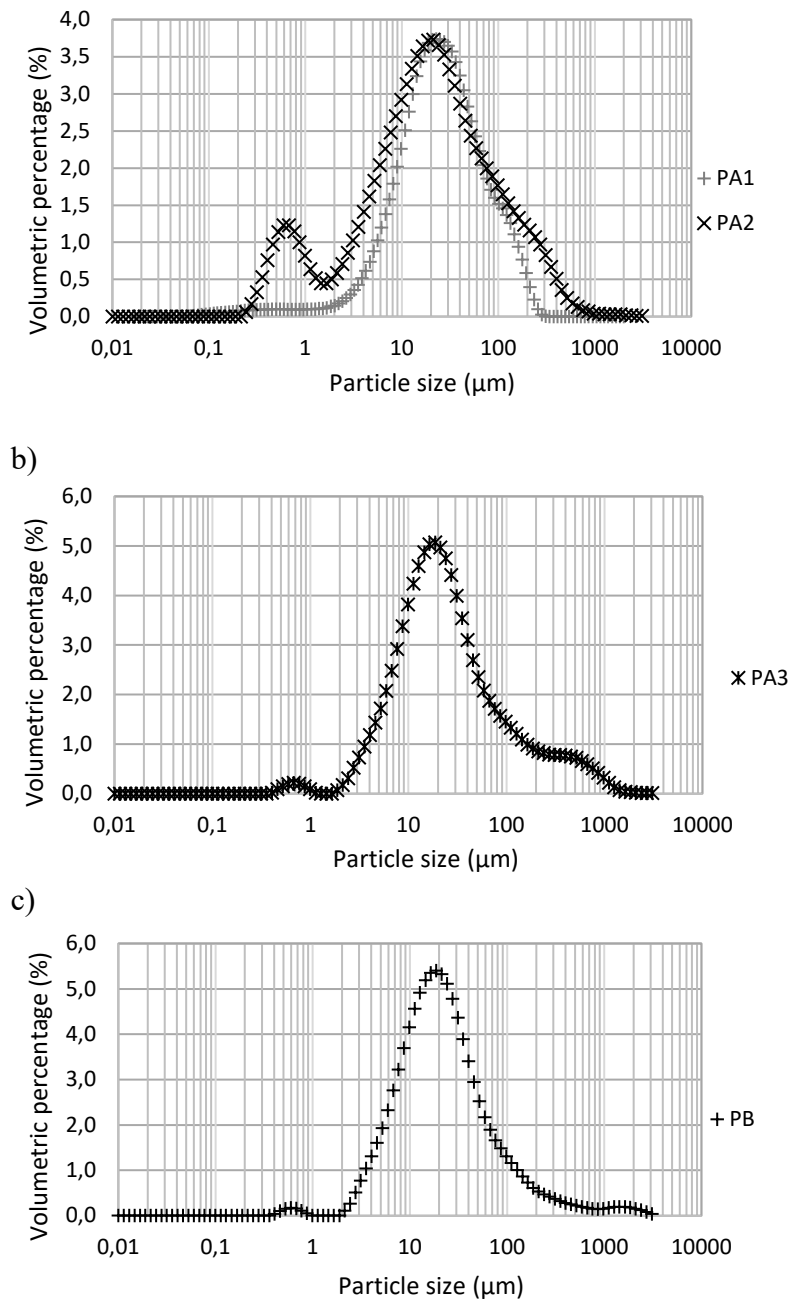 4,0
3,5
3,0
2,5
2,0
1,5
1,0
0,5
0,0
Volumetric percentage (%)
0,01 0,1 1 10 100 1000 10000
Particle size (µm)
PA1
PA2
b)
6,0
5,0
4,0
3,0
2,0
1,0
0,0
Volumetric percentage (%)
0,01 0,1 1 10 100 1000 10000
Particle size (µm)
PA3
c)
6,0
5,0
4,0
3,0
2,0
1,0
0,0
Volumetric percentage (%)
0,01 0,1 1 10 100 1000 10000
Particle size (µm)
PB